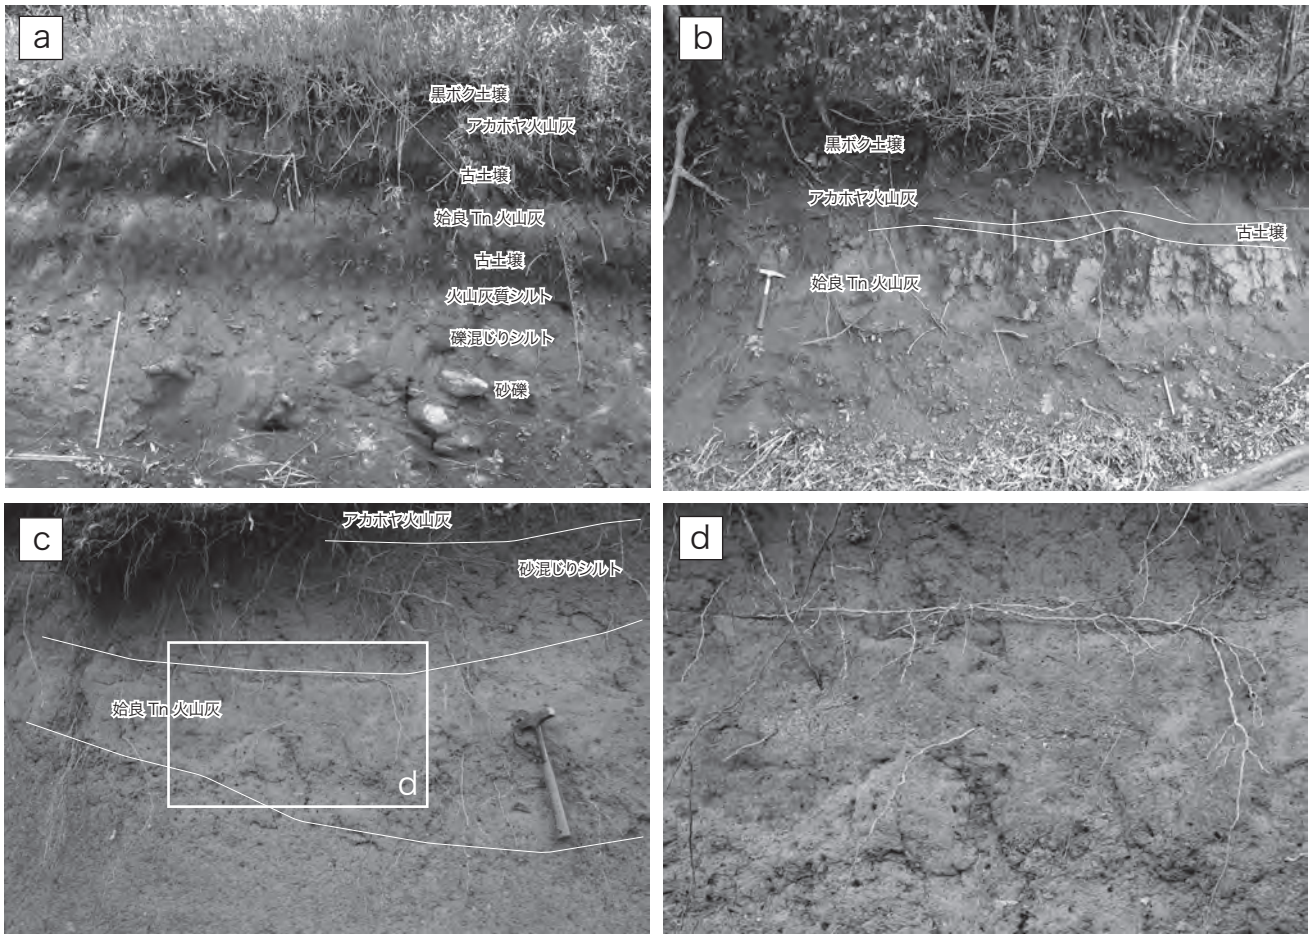 a
黒ボク土壌
アカホヤ火山灰
古土壌
姶良 Tn 火山灰
古土壌
火山灰質シルト
礫混じりシルト
砂礫
b
黒ボク土壌
アカホヤ火山灰
古土壌
姶良 Tn 火山灰
c
アカホヤ火山灰
砂混じりシルト
姶良 Tn 火山灰
d
d